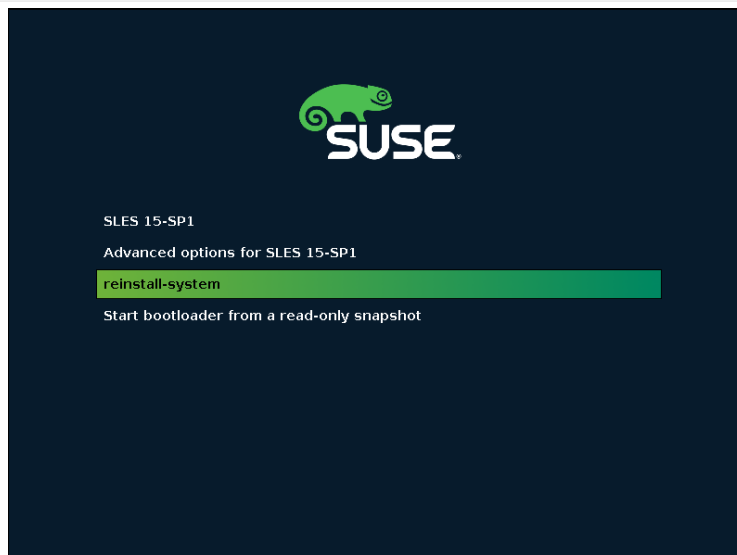 SUSE
SLES 15-SP1
Advanced options for SLES 15-SP1
reinstall-system
Start bootloader from a read-only snapshot